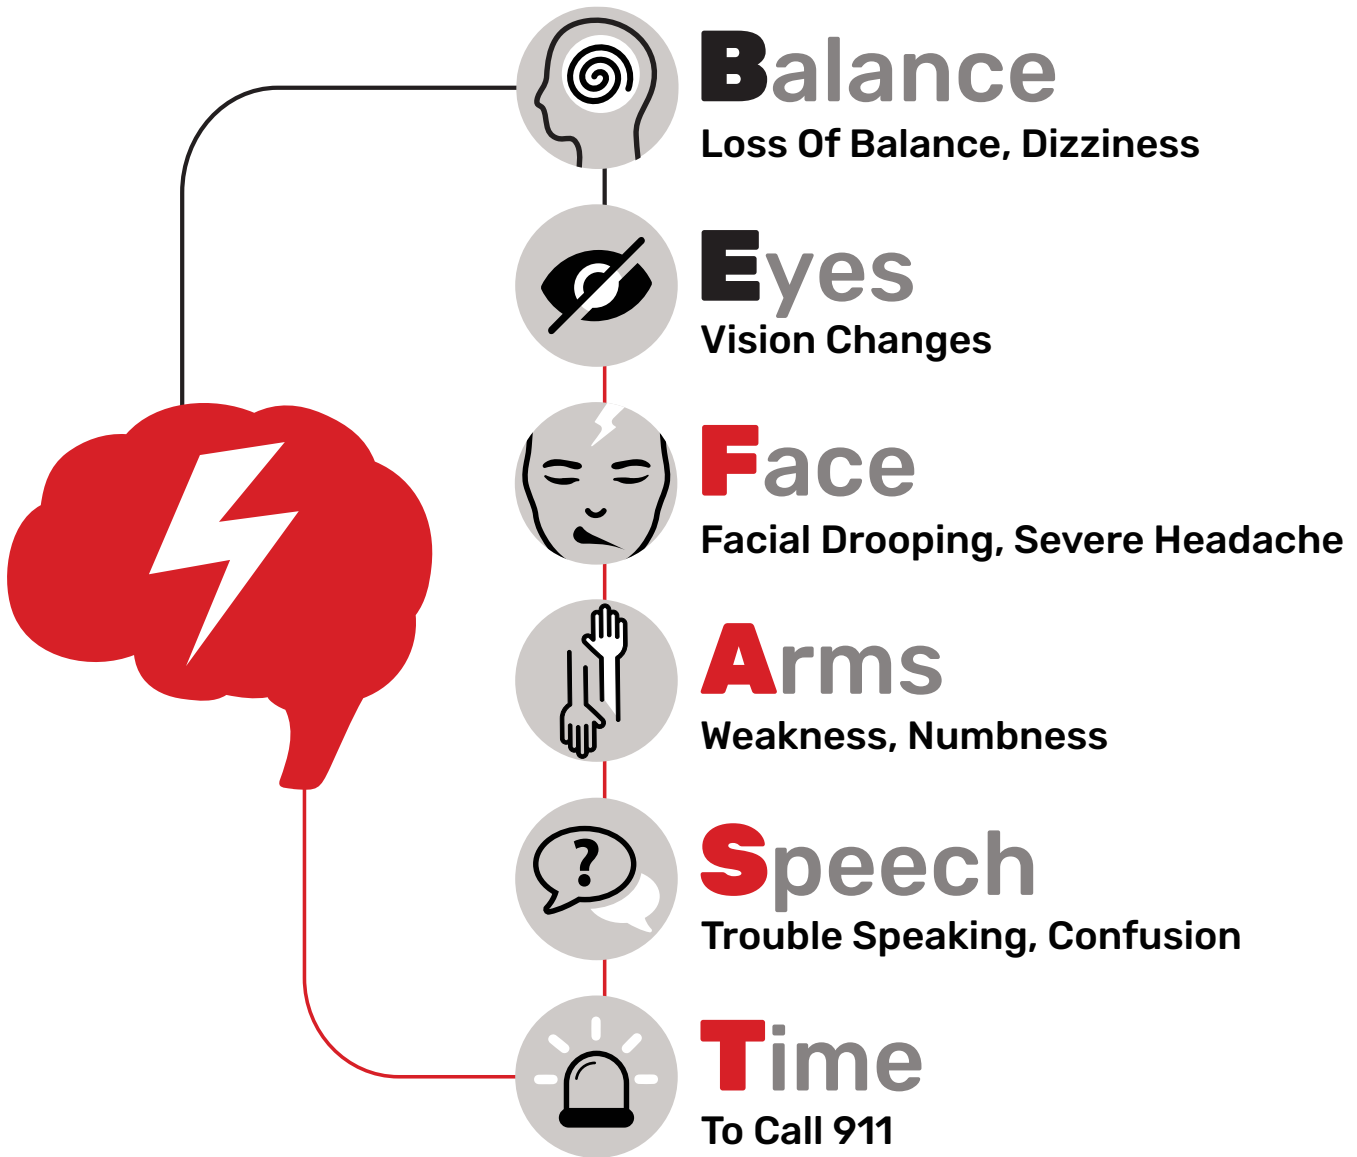 Balance
Loss Of Balance, Dizziness
Eyes
Vision Changes
Face
Facial Drooping, Severe Headache
Arms
Weakness, Numbness
?
Speech
Trouble Speaking, Confusion
Time
To Call 911